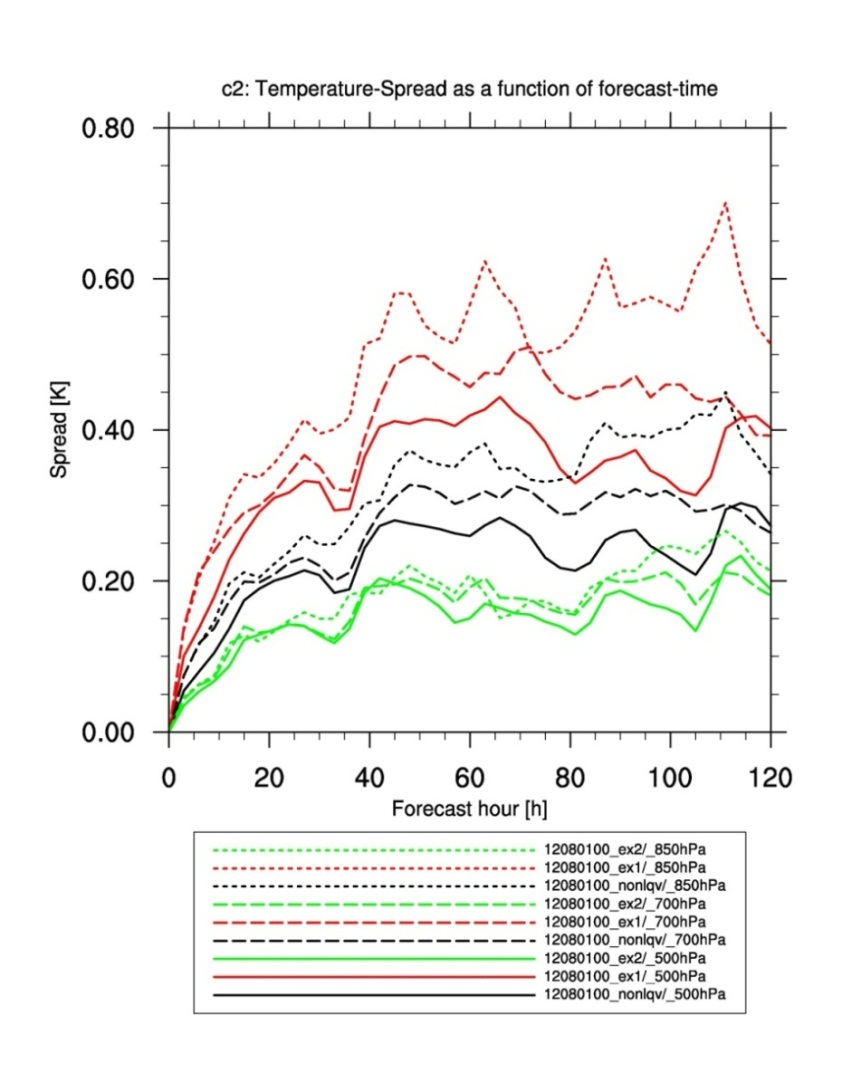 c2: Temperature-Spread as a function of forecast-time
0.80
0.60
0.40
0.20
0.00
Spread [K]
0 20 40 60 80 100 120
Forecast hour [h]
12080100_ex2/_850hPa
12080100_ex1/_850hPa
12080100_nonlqv/_850hPa
12080100_ex2/_700hPa
12080100_ex1/_700hPa
12080100_nonlqv/_700hPa
12080100_ex2/_500hPa
12080100_ex1/_500hPa
12080100_nonlqv/_500hPa